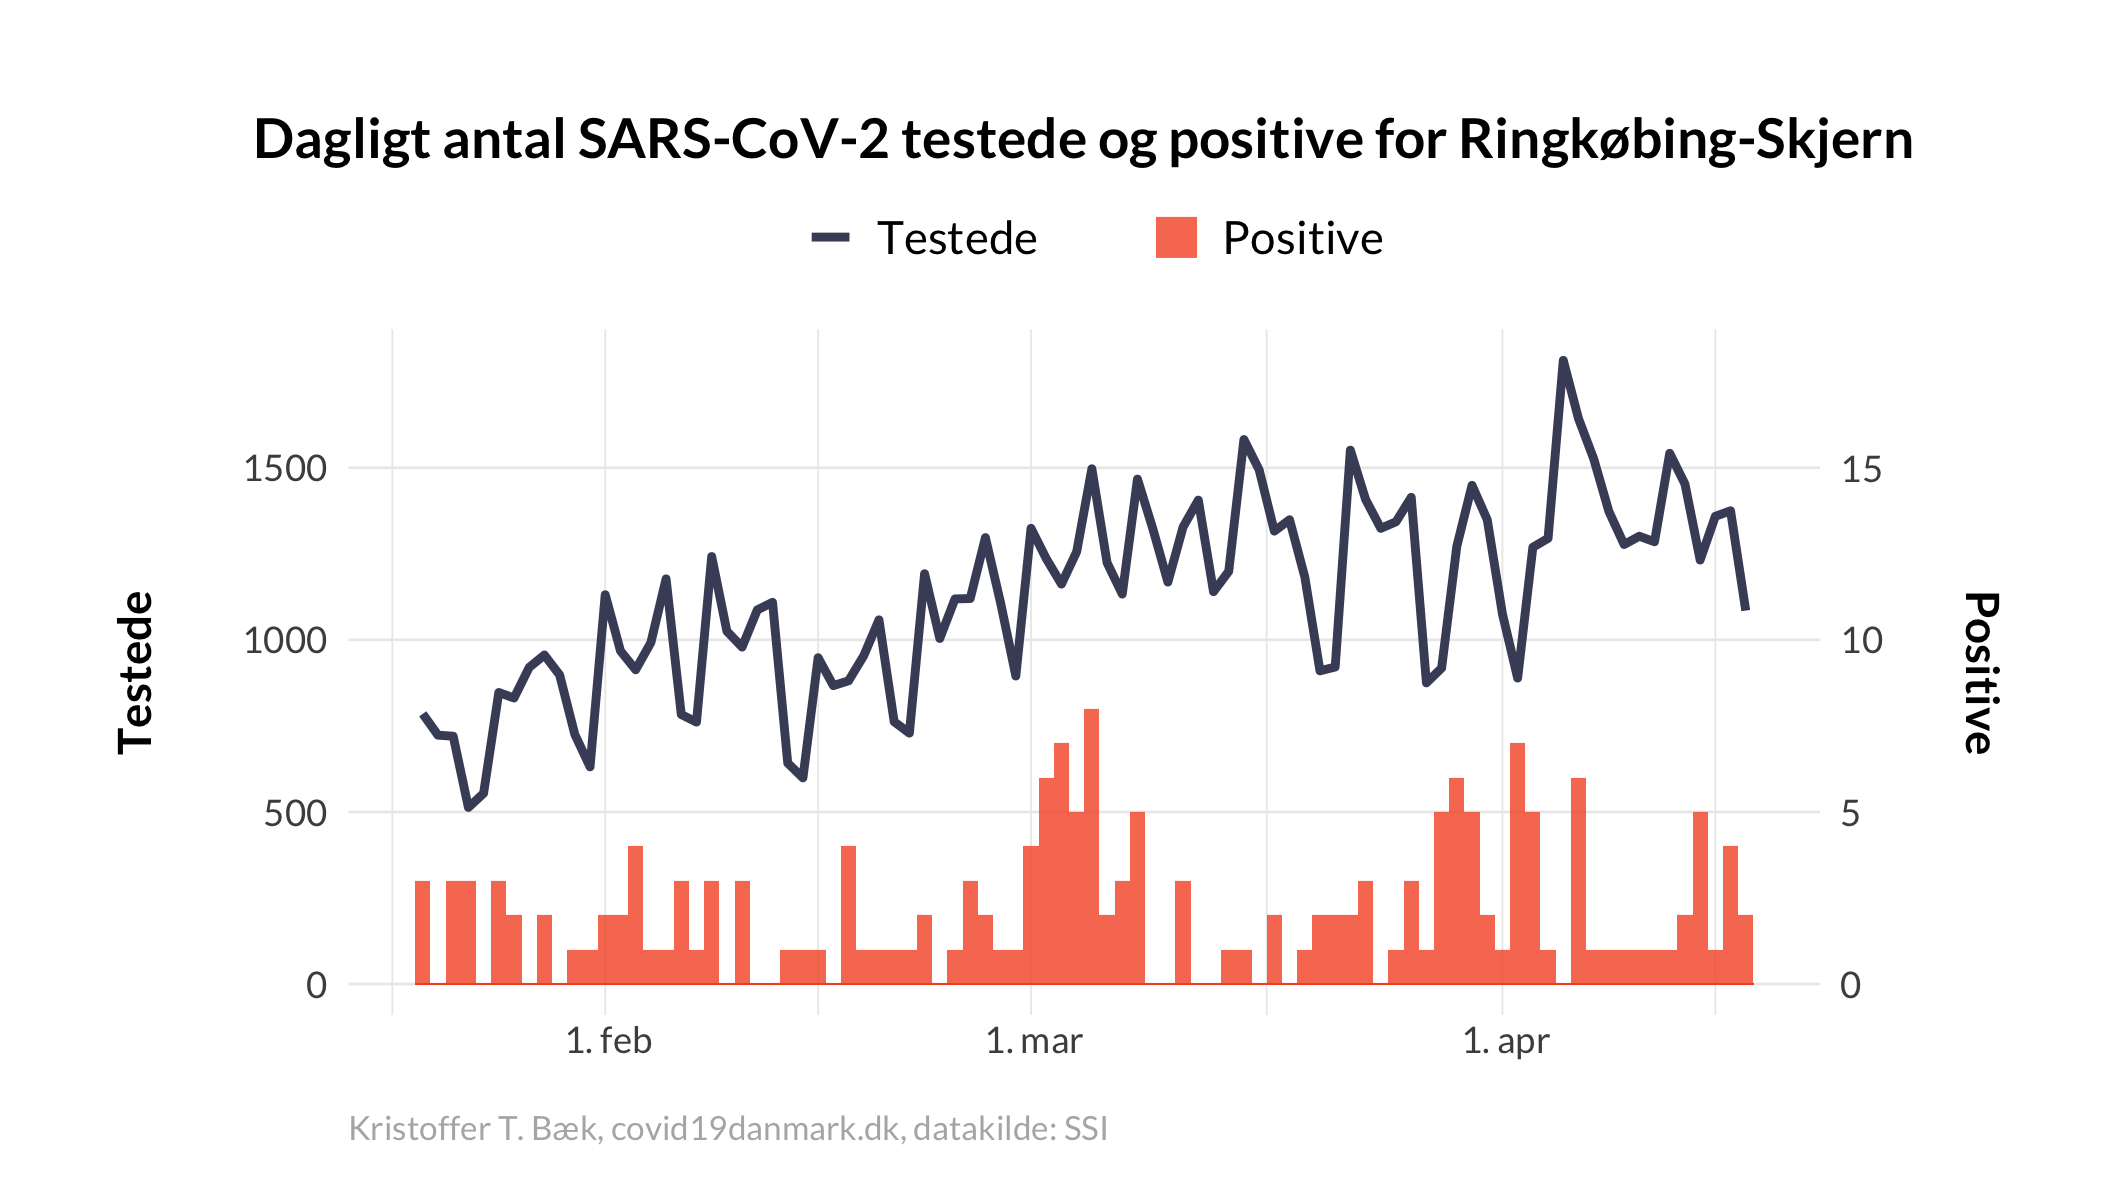 Dagligt antal SARS-CoV-2 testede og positive for Ringkøbing-Skjern
Testede Positive
1500 15
1000 10
500 5
0 0
Testede
Positive
1. feb 1. mar 1. apr
Kristoffer T. Bæk, covid19danmark.dk, datakilde: SSI